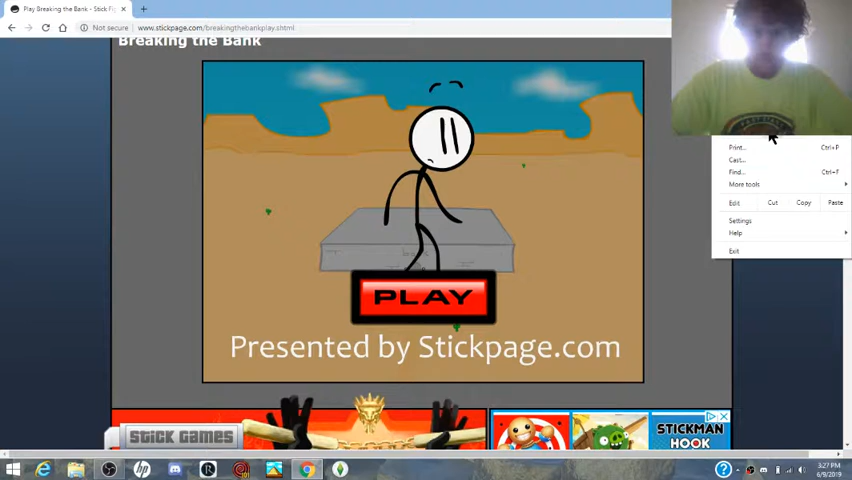 Play Breaking the Bank - Stick Fig
Not secure
www.stickpage.com/breakingthebankplay.shtml
Breaking the Bank
Print... Ctrl+P
Cast...
Find... Ctrl+F
More tools
Edit Cut Copy Paste
Settings
Help
Exit
PLAY
Presented by Stickpage.com
STICK GAMES
STICKMAN
HOOK
3:27 PM
6/9/2019